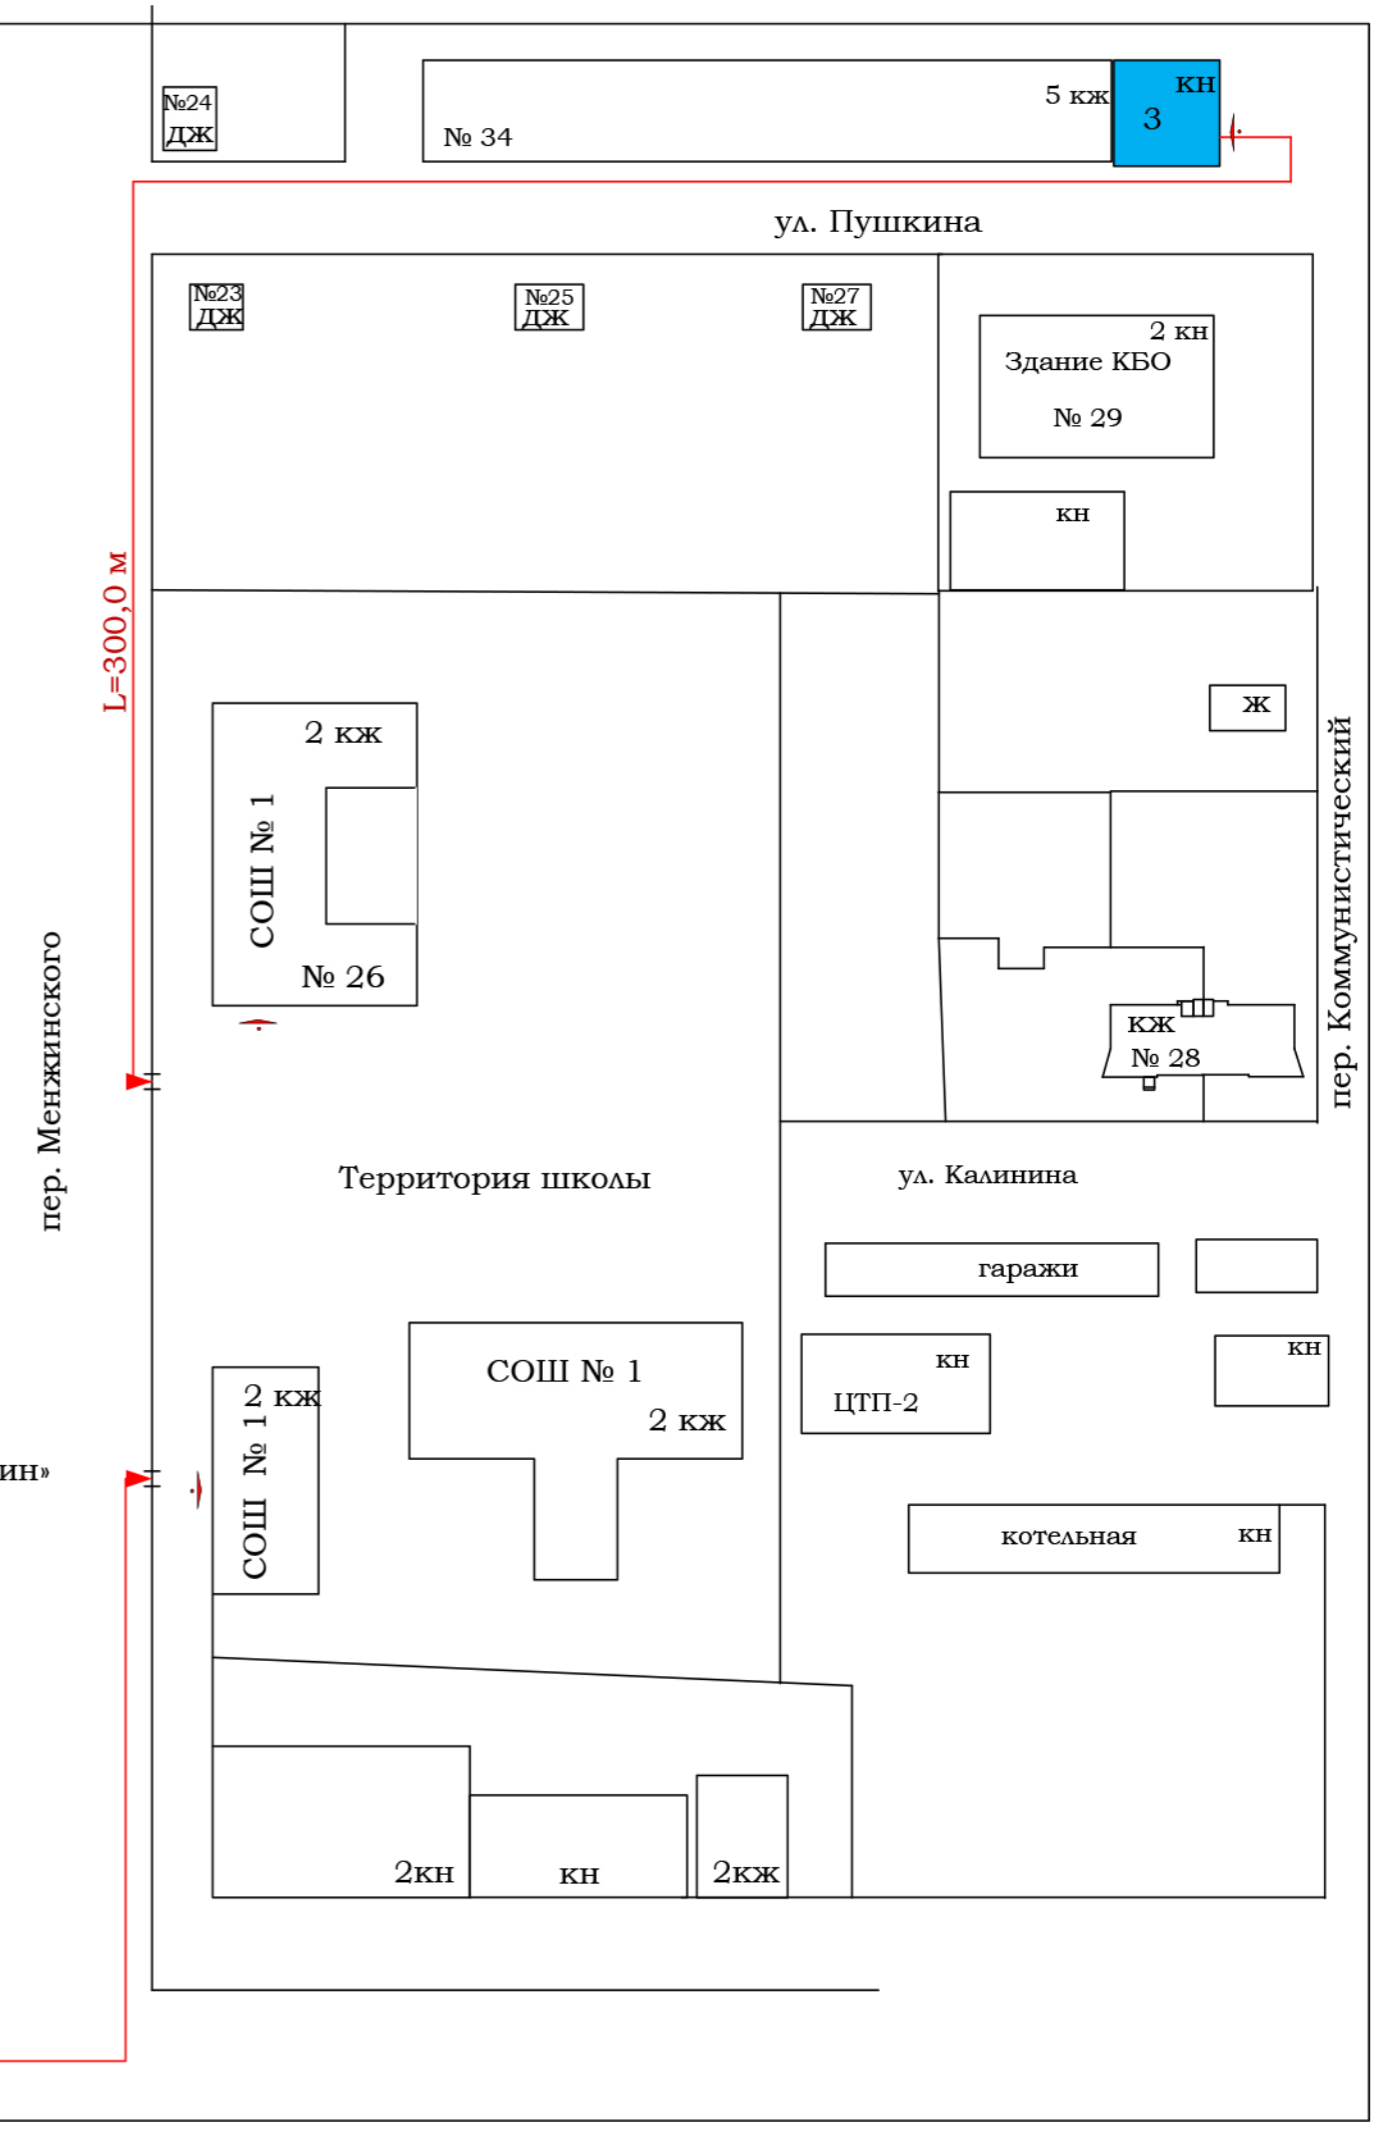 №24
ДЖ
№ 34
5 кж
кн
3
ул. Пушкина
№23
ДЖ
№25
ДЖ
№27
ДЖ
2 кн
Здание КБО
№ 29
кн
L=300,0 м
ж
2 кж
СОШ № 1
№ 26
пер. Менжинского
пер. Коммунистический
кж
№ 28
Территория школы
ул. Калинина
гаражи
СОШ № 1
2 кж
кн
ЦТП-2
кн
2 кж
СОШ № 1
ин»
котельная
кн
2кн
кн
2кж